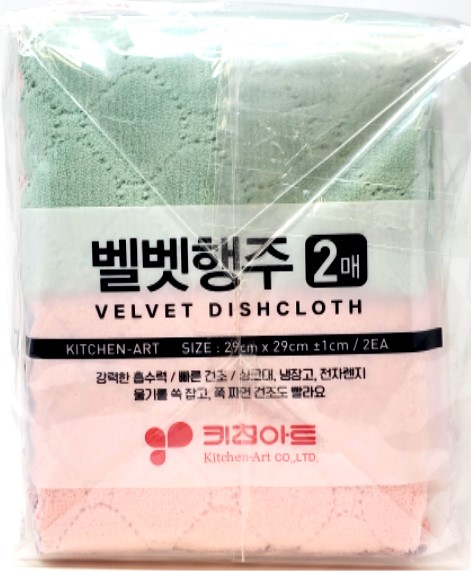 벨벳행주 2매
VELVET DISHCLOTH
KITCHEN-ART SIZE : 29cm x 29cm ±1cm / 2EA
강력한 흡수력 / 빠른 건조 / 싱크대, 냉장고, 전자렌지
물기를 쏙 잡고, 꼭 짜면 건조도 빨라요
키친아트
Kitchen-Art CO.,LTD.